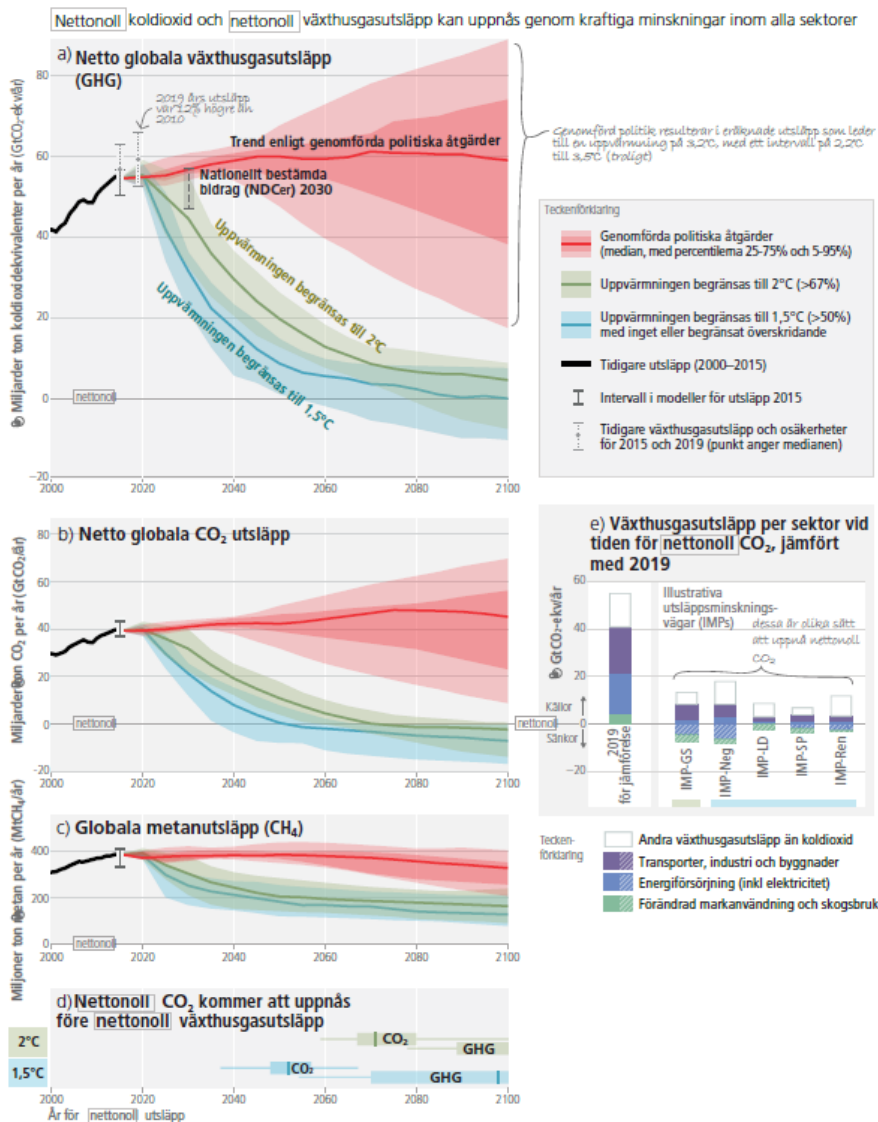 Nettonoll koldioxid och nettonoll växthusgasutsläpp kan uppnås genom kraftiga minskningar inom alla sektorer
a) Netto globala växthusgasutsläpp
(GHG)
80
60
40
20
0
−20
Miljarder ton koldioxdekvivalenter per år (GtCO₂-ekv/år)
2019 års utsläpp
var 12% högre än
2010
Trend enligt genomförda politiska åtgärder
Nationellt bestämda
bidrag (NDCer) 2030
Uppvärmningen begränsas till 2°C
Uppvärmningen begränsas till 1,5°C
nettonoll
2000 2020 2040 2060 2080 2100
Genomförd politik resulterar i eräknade utsläpp som leder
till en uppvärmning på 3,2°C, med ett intervall på 2,2°C
till 3,5°C (troligt)
Teckenförklaring
Genomförda politiska åtgärder
(median, med percentilerna 25-75% och 5-95%)
Uppvärmningen begränsas till 2°C (>67%)
Uppvärmningen begränsas till 1,5°C (>50%)
med inget eller begränsat överskridande
Tidigare utsläpp (2000–2015)
Intervall i modeller för utsläpp 2015
Tidigare växthusgasutsläpp och osäkerheter
för 2015 och 2019 (punkt anger medianen)
b) Netto globala CO₂ utsläpp
80
60
40
20
0
−20
CO₂ per år (GtCO₂/år)
nettonoll
2000 2020 2040 2060 2080 2100
c) Globala metanutsläpp (CH₄)
400
200
0
Miljoner ton metan per år (MtCH₄/år)
nettonoll
2000 2020 2040 2060 2080 2100
d) Nettonoll CO₂ kommer att uppnås
före nettonoll växthusgasutsläpp
2°C
CO₂
GHG
1,5°C
CO₂
GHG
2000 2020 2040 2060 2080 2100
År för nettonoll utsläpp
e) Växthusgasutsläpp per sektor vid
tiden för nettonoll CO₂, jämfört
med 2019
60
40
20
0
−20
GtCO₂-ekv/år
nettonoll
Källor
Sänkor
Illustrativa
utsläppsminsknings-
vägar (IMPs)
dessa är olika sätt
att uppnå nettonoll
CO₂
2019
för jämförelse
IMP-GS
IMP-Neg
IMP-LD
IMP-SP
IMP-Ren
Tecken-
förklaring
Andra växthusgasutsläpp än koldioxid
Transporter, industri och byggnader
Energiförsörjning (inkl elektricitet)
Förändrad markanvändning och skogsbruk